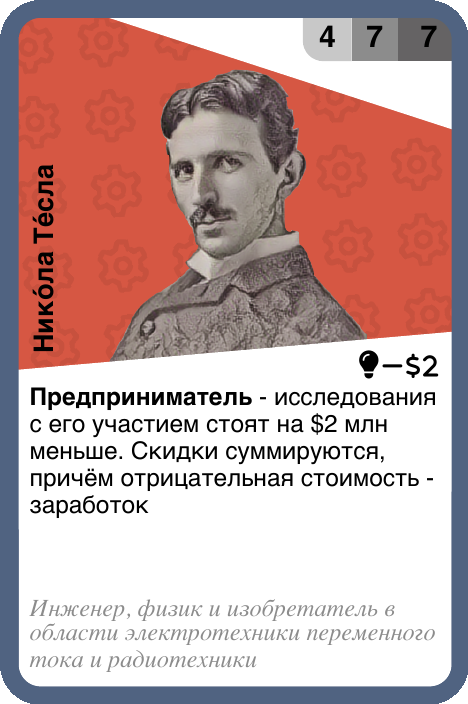 4 7 7
Нико́ла Те́сла
–$2
Предприниматель - исследования
с его участием стоят на $2 млн
меньше. Скидки суммируются,
причём отрицательная стоимость -
заработок
Инженер, физик и изобретатель в
области электротехники переменного
тока и радиотехники